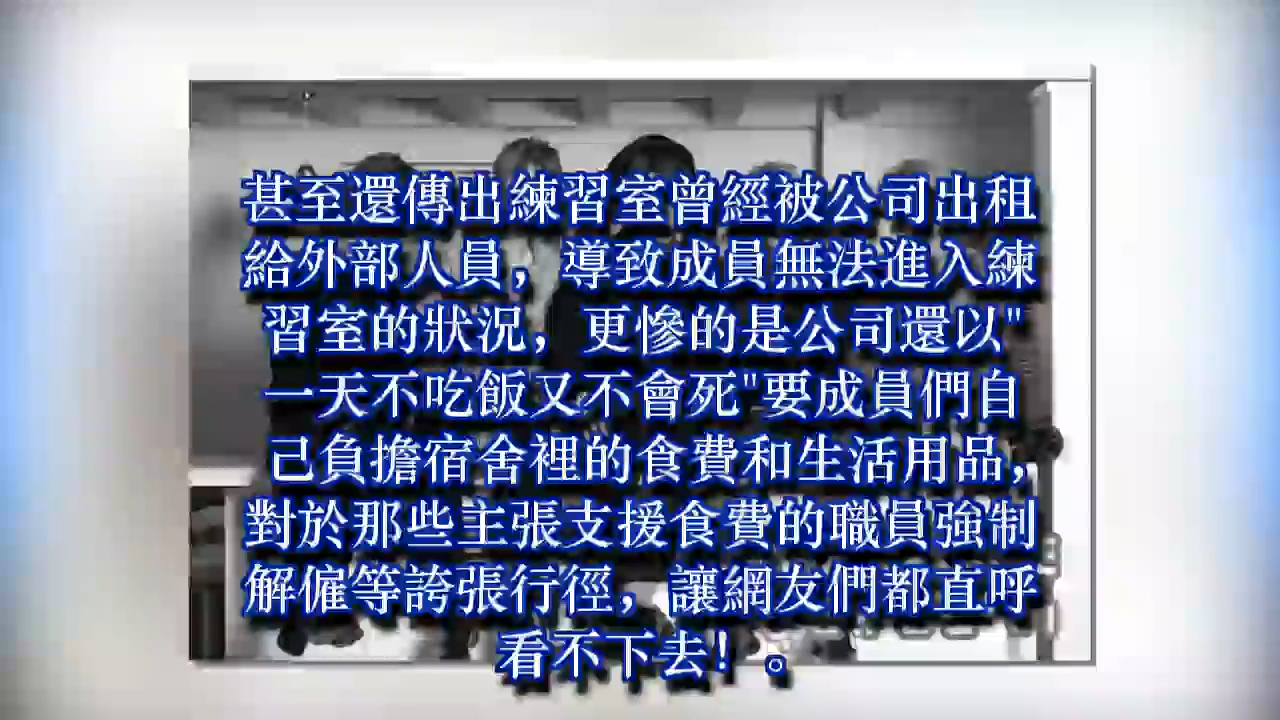 甚至還傳出練習室曾經被公司出租
給外部人員，導致成員無法進入練
習室的狀況，更慘的是公司還以"
一天不吃飯又不會死"要成員們自
己負擔宿舍裡的食費和生活用品，
對於那些主張支援食費的職員強制
解僱等誇張行徑，讓網友們都直呼
看不下去！。